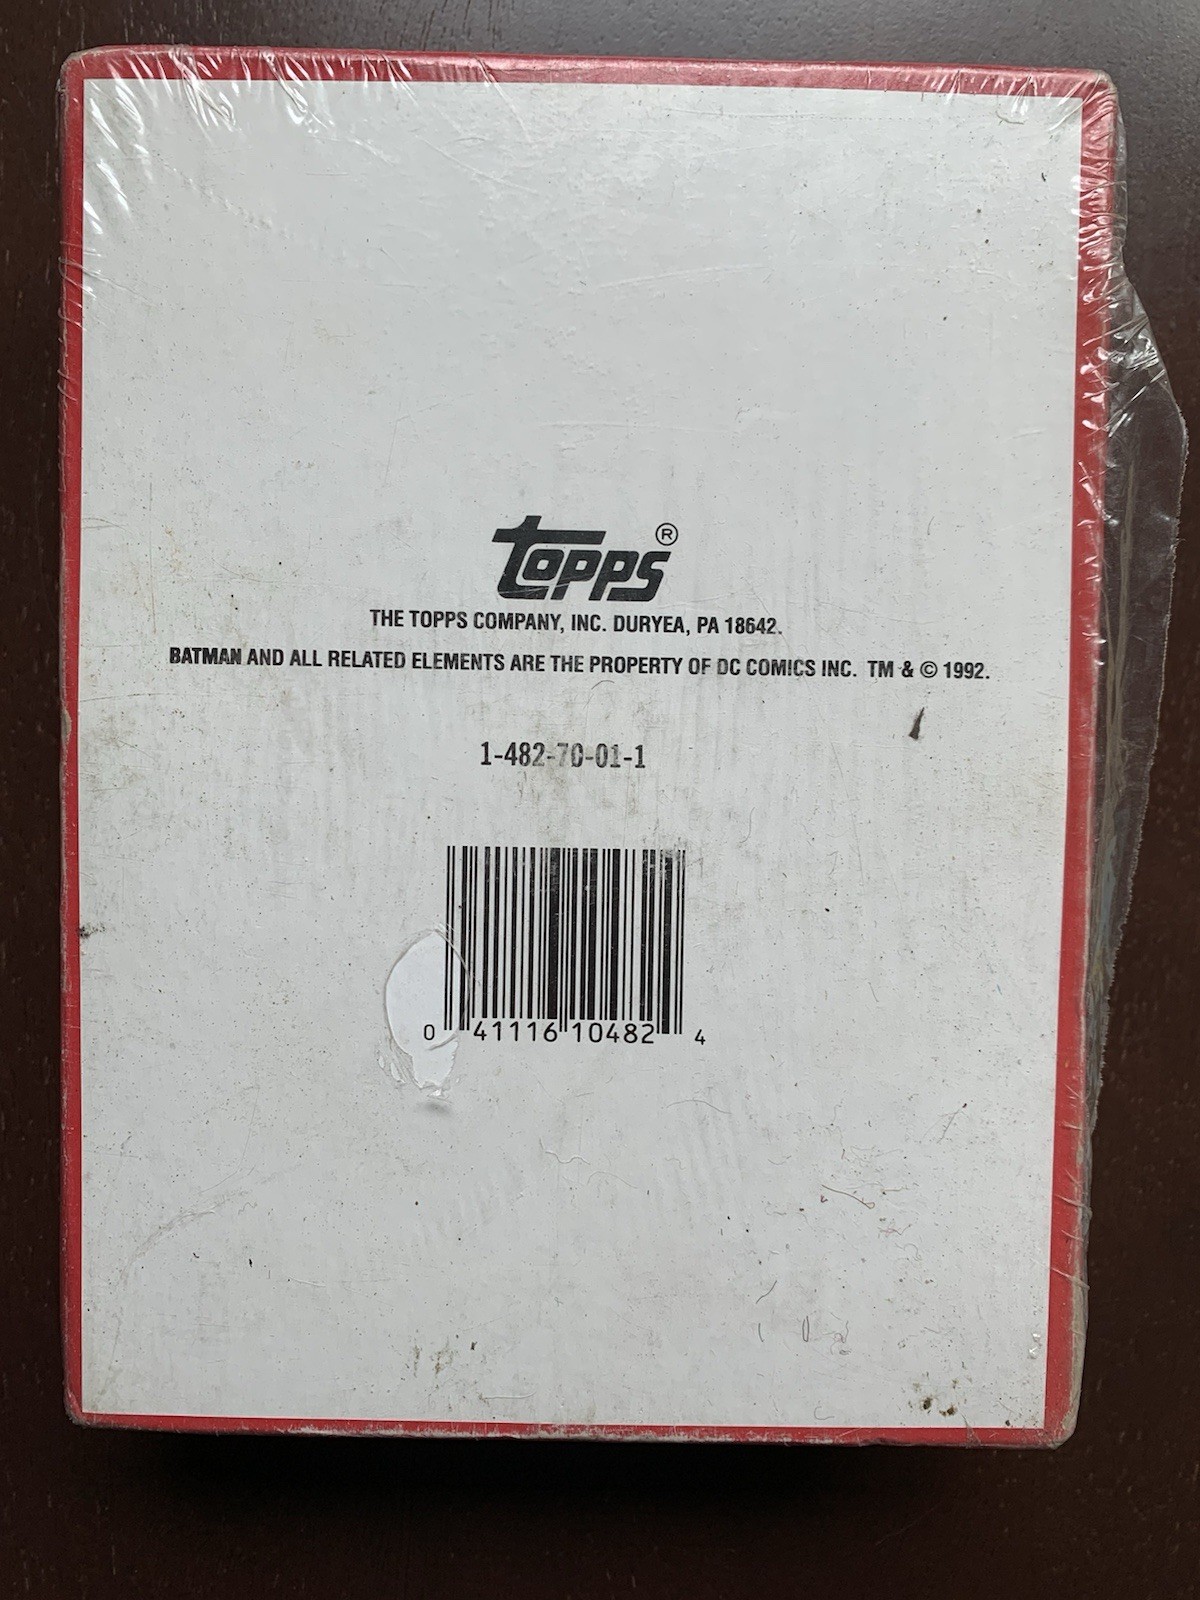 topps®
THE TOPPS COMPANY, INC. DURYEA, PA 18642.
BATMAN AND ALL RELATED ELEMENTS ARE THE PROPERTY OF DC COMICS INC. TM & © 1992.
1-482-70-01-1
0 41116 10482 4